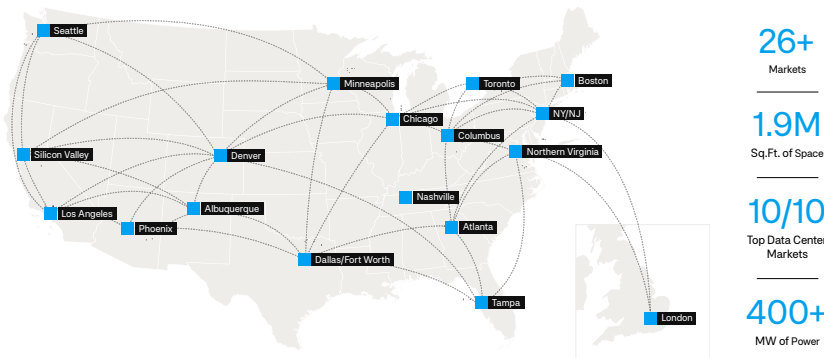 Seattle
Minneapolis
Toronto
Boston
Chicago
NY/NJ
Columbus
Silicon Valley
Denver
Northern Virginia
Nashville
Los Angeles
Albuquerque
Phoenix
Atlanta
Dallas/Fort Worth
Tampa
London
26+
Markets
1.9M
Sq.Ft. of Space
10/10
Top Data Center
Markets
400+
MW of Power